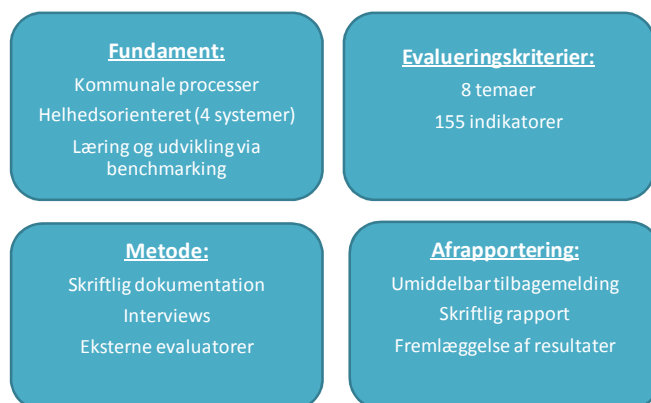 Fundament:
Kommunale processer
Helhedsorienteret (4 systemer)
Læring og udvikling via
benchmarking
Evalueringskriterier:
8 temaer
155 indikatorer
Metode:
Skriftlig dokumentation
Interviews
Eksterne evaluatorer
Afrapportering:
Umiddelbar tilbagemelding
Skriftlig rapport
Fremlæggelse af resultater